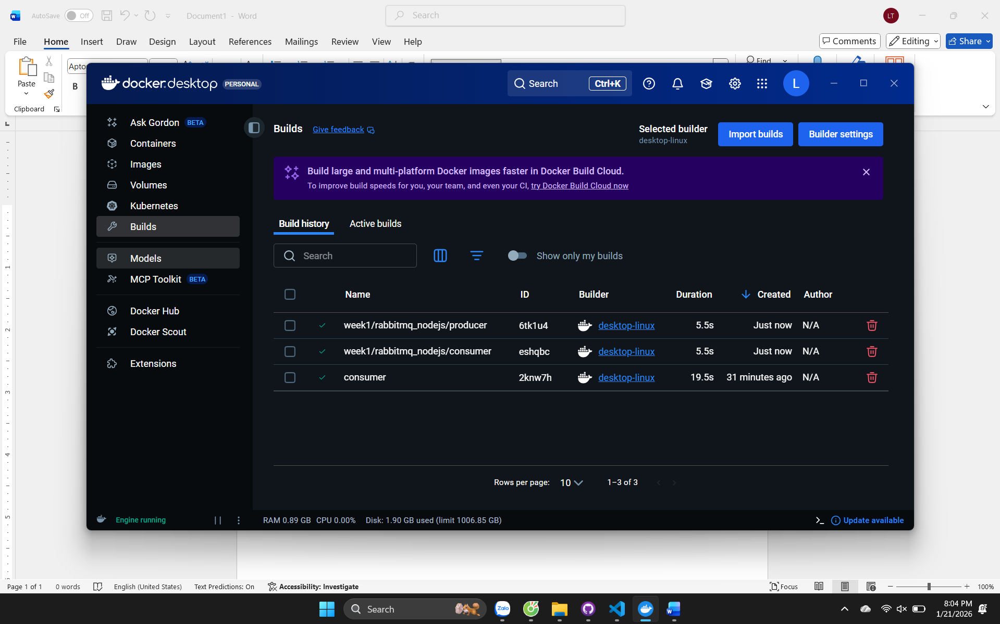 AutoSave Off Document1 - Word Search LT
File Home Insert Draw Design Layout References Mailings Review View Help Comments Editing Share
Paste
B
Clipboard
Find
docker.desktop PERSONAL Search Ctrl+K L
Ask Gordon BETA
Containers
Images
Volumes
Kubernetes
Builds
Models
MCP Toolkit BETA
Docker Hub
Docker Scout
Extensions
Builds Give feedback
Selected builder
desktop-linux
Import builds Builder settings
Build large and multi-platform Docker images faster in Docker Build Cloud.
To improve build speeds for you, your team, and even your CI, try Docker Build Cloud now
Build history Active builds
Search Show only my builds
Name ID Builder Duration Created Author
week1/rabbitmq_nodejs/producer 6tk1u4 desktop-linux 5.5s Just now N/A
week1/rabbitmq_nodejs/consumer eshqbc desktop-linux 5.5s Just now N/A
consumer 2knw7h desktop-linux 19.5s 31 minutes ago N/A
Rows per page: 10 1–3 of 3
Engine running RAM 0.89 GB CPU 0.00% Disk: 1.90 GB used (limit 1006.85 GB) Update available
1
2
3
4
5
Page 1 of 1 0 words English (United States) Text Predictions: On Accessibility: Investigate Focus 100%
Search Zalo
8:04 PM
1/21/2026